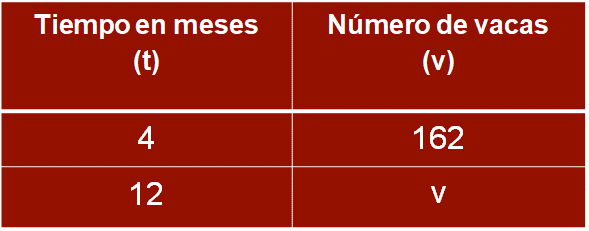 Tiempo en meses Número de vacas
(t) (v)
4 162
12 v